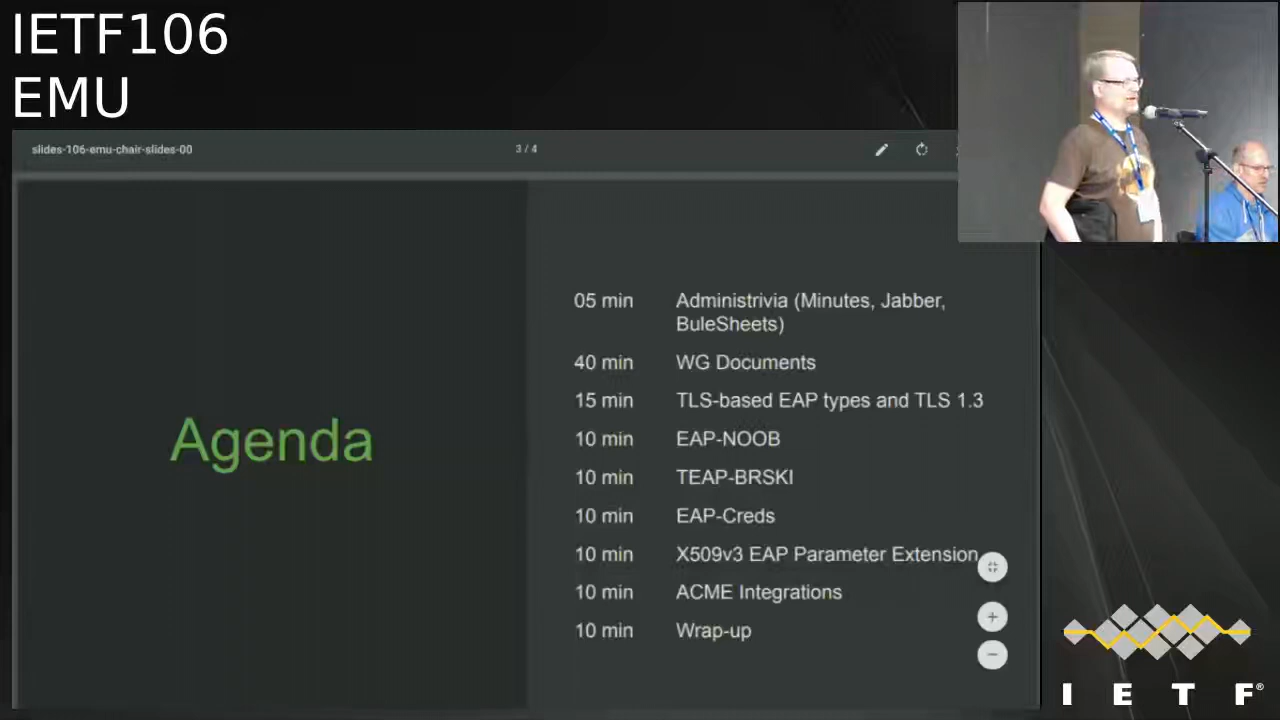 IETF106
EMU
slides-106-emu-chair-slides-00
3 / 4
Agenda
05 min Administrivia (Minutes, Jabber,
BuleSheets)
40 min WG Documents
15 min TLS-based EAP types and TLS 1.3
10 min EAP-NOOB
10 min TEAP-BRSKI
10 min EAP-Creds
10 min X509v3 EAP Parameter Extension
10 min ACME Integrations
10 min Wrap-up
I E T F®